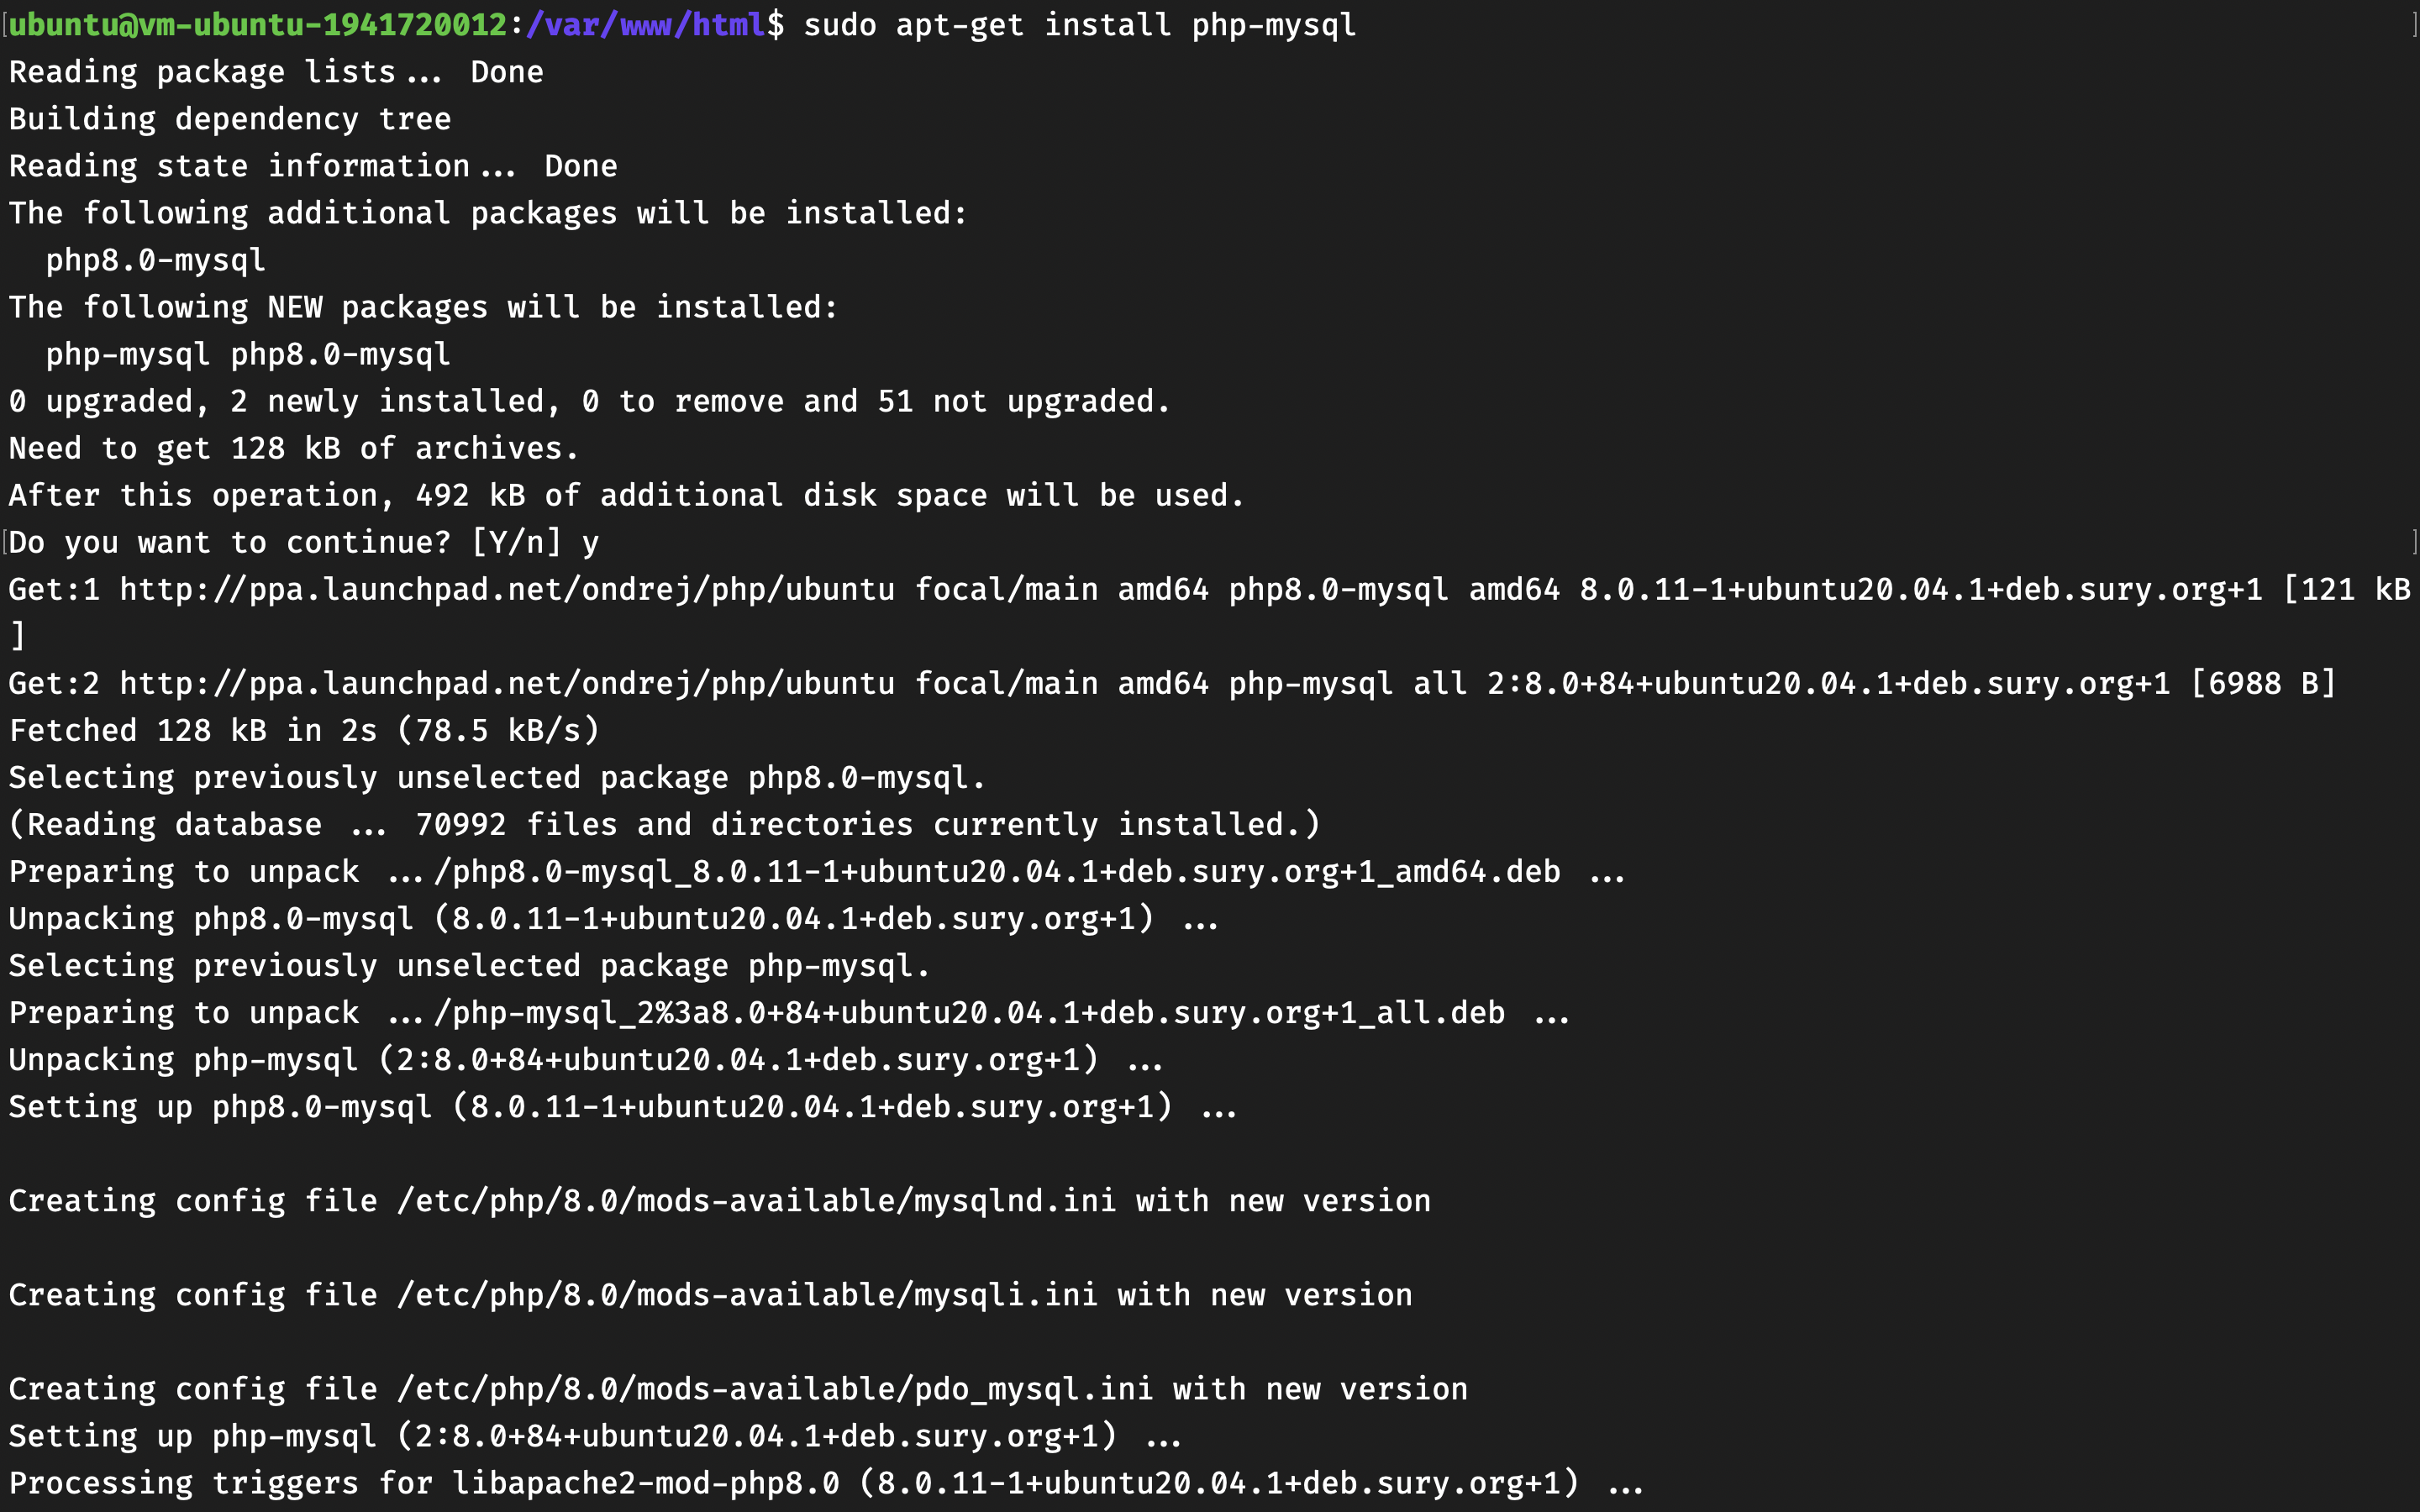 ubuntu@vm-ubuntu-1941720012:/var/www/html$ sudo apt-get install php-mysql
Reading package lists... Done
Building dependency tree
Reading state information... Done
The following additional packages will be installed:
  php8.0-mysql
The following NEW packages will be installed:
  php-mysql php8.0-mysql
0 upgraded, 2 newly installed, 0 to remove and 51 not upgraded.
Need to get 128 kB of archives.
After this operation, 492 kB of additional disk space will be used.
Do you want to continue? [Y/n] y
Get:1 http://ppa.launchpad.net/ondrej/php/ubuntu focal/main amd64 php8.0-mysql amd64 8.0.11-1+ubuntu20.04.1+deb.sury.org+1 [121 kB
]
Get:2 http://ppa.launchpad.net/ondrej/php/ubuntu focal/main amd64 php-mysql all 2:8.0+84+ubuntu20.04.1+deb.sury.org+1 [6988 B]
Fetched 128 kB in 2s (78.5 kB/s)
Selecting previously unselected package php8.0-mysql.
(Reading database ... 70992 files and directories currently installed.)
Preparing to unpack .../php8.0-mysql_8.0.11-1+ubuntu20.04.1+deb.sury.org+1_amd64.deb ...
Unpacking php8.0-mysql (8.0.11-1+ubuntu20.04.1+deb.sury.org+1) ...
Selecting previously unselected package php-mysql.
Preparing to unpack .../php-mysql_2%3a8.0+84+ubuntu20.04.1+deb.sury.org+1_all.deb ...
Unpacking php-mysql (2:8.0+84+ubuntu20.04.1+deb.sury.org+1) ...
Setting up php8.0-mysql (8.0.11-1+ubuntu20.04.1+deb.sury.org+1) ...

Creating config file /etc/php/8.0/mods-available/mysqlnd.ini with new version

Creating config file /etc/php/8.0/mods-available/mysqli.ini with new version

Creating config file /etc/php/8.0/mods-available/pdo_mysql.ini with new version
Setting up php-mysql (2:8.0+84+ubuntu20.04.1+deb.sury.org+1) ...
Processing triggers for libapache2-mod-php8.0 (8.0.11-1+ubuntu20.04.1+deb.sury.org+1) ...